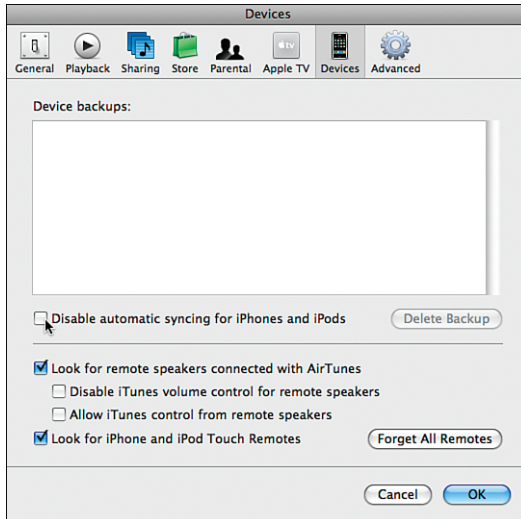 Devices
General Playback Sharing Store Parental Apple TV Devices Advanced
Device backups:
Disable automatic syncing for iPhones and iPods Delete Backup
Look for remote speakers connected with AirTunes
Disable iTunes volume control for remote speakers
Allow iTunes control from remote speakers
Look for iPhone and iPod Touch Remotes Forget All Remotes
Cancel OK